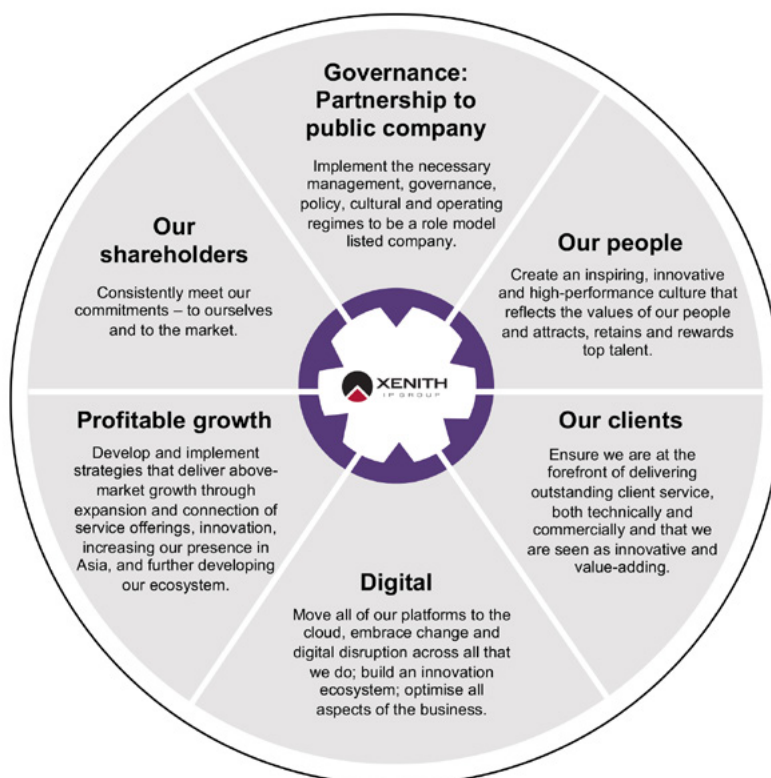 Governance:
Partnership to
public company
Implement the necessary
management, governance,
policy, cultural and operating
regimes to be a role model
listed company.
Our people
Create an inspiring, innovative
and high-performance culture that
reflects the values of our people
and attracts, retains and rewards
top talent.
Our clients
Ensure we are at the
forefront of delivering
outstanding client service,
both technically and
commercially and that we
are seen as innovative and
value-adding.
Digital
Move all of our platforms to the
cloud, embrace change and
digital disruption across all that
we do; build an innovation
ecosystem; optimise all
aspects of the business.
Profitable growth
Develop and implement
strategies that deliver above-
market growth through
expansion and connection of
service offerings, innovation,
increasing our presence in
Asia, and further developing
our ecosystem.
Our
shareholders
Consistently meet our
commitments – to ourselves
and to the market.
XENITH
IP GROUP